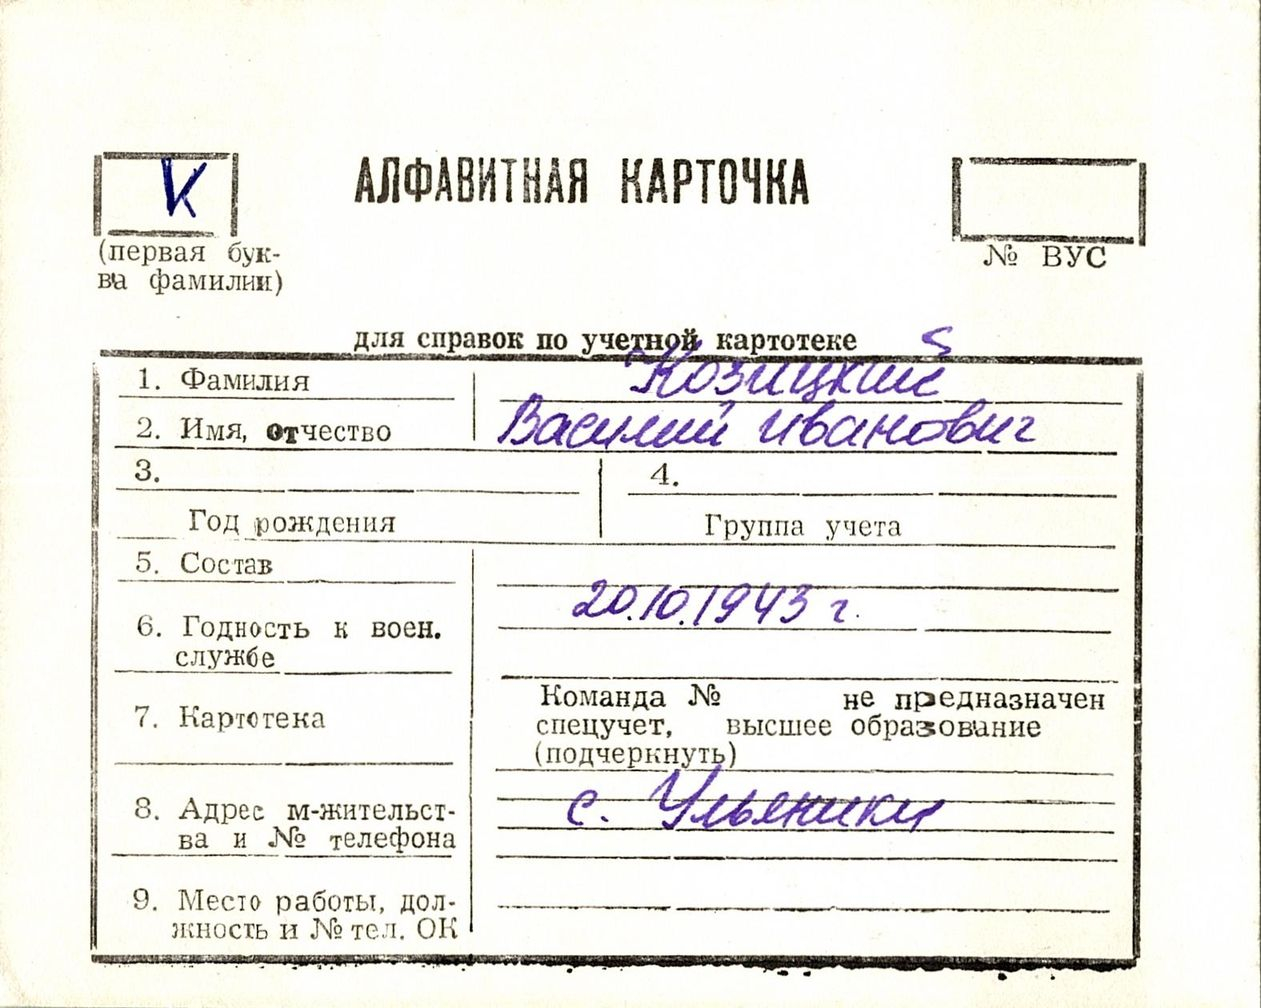 К
АЛФАВИТНАЯ КАРТОЧКА
(первая бук-
ва фамилии)
№ ВУС
для справок по учетной картотеке
1. Фамилия Козицкий
2. Имя, отчество Василий Иванович
3.
4.
Год рождения
Группа учета
5. Состав
20.10.1943 г.
6. Годность к воен.
службе
7. Картотека
Команда № не предназначен
спецучет, высшее образование
(подчеркнуть)
8. Адрес м-жительст-
ва и № телефона
с. Ульяники
9. Место работы, дол-
жность и № тел. ОК